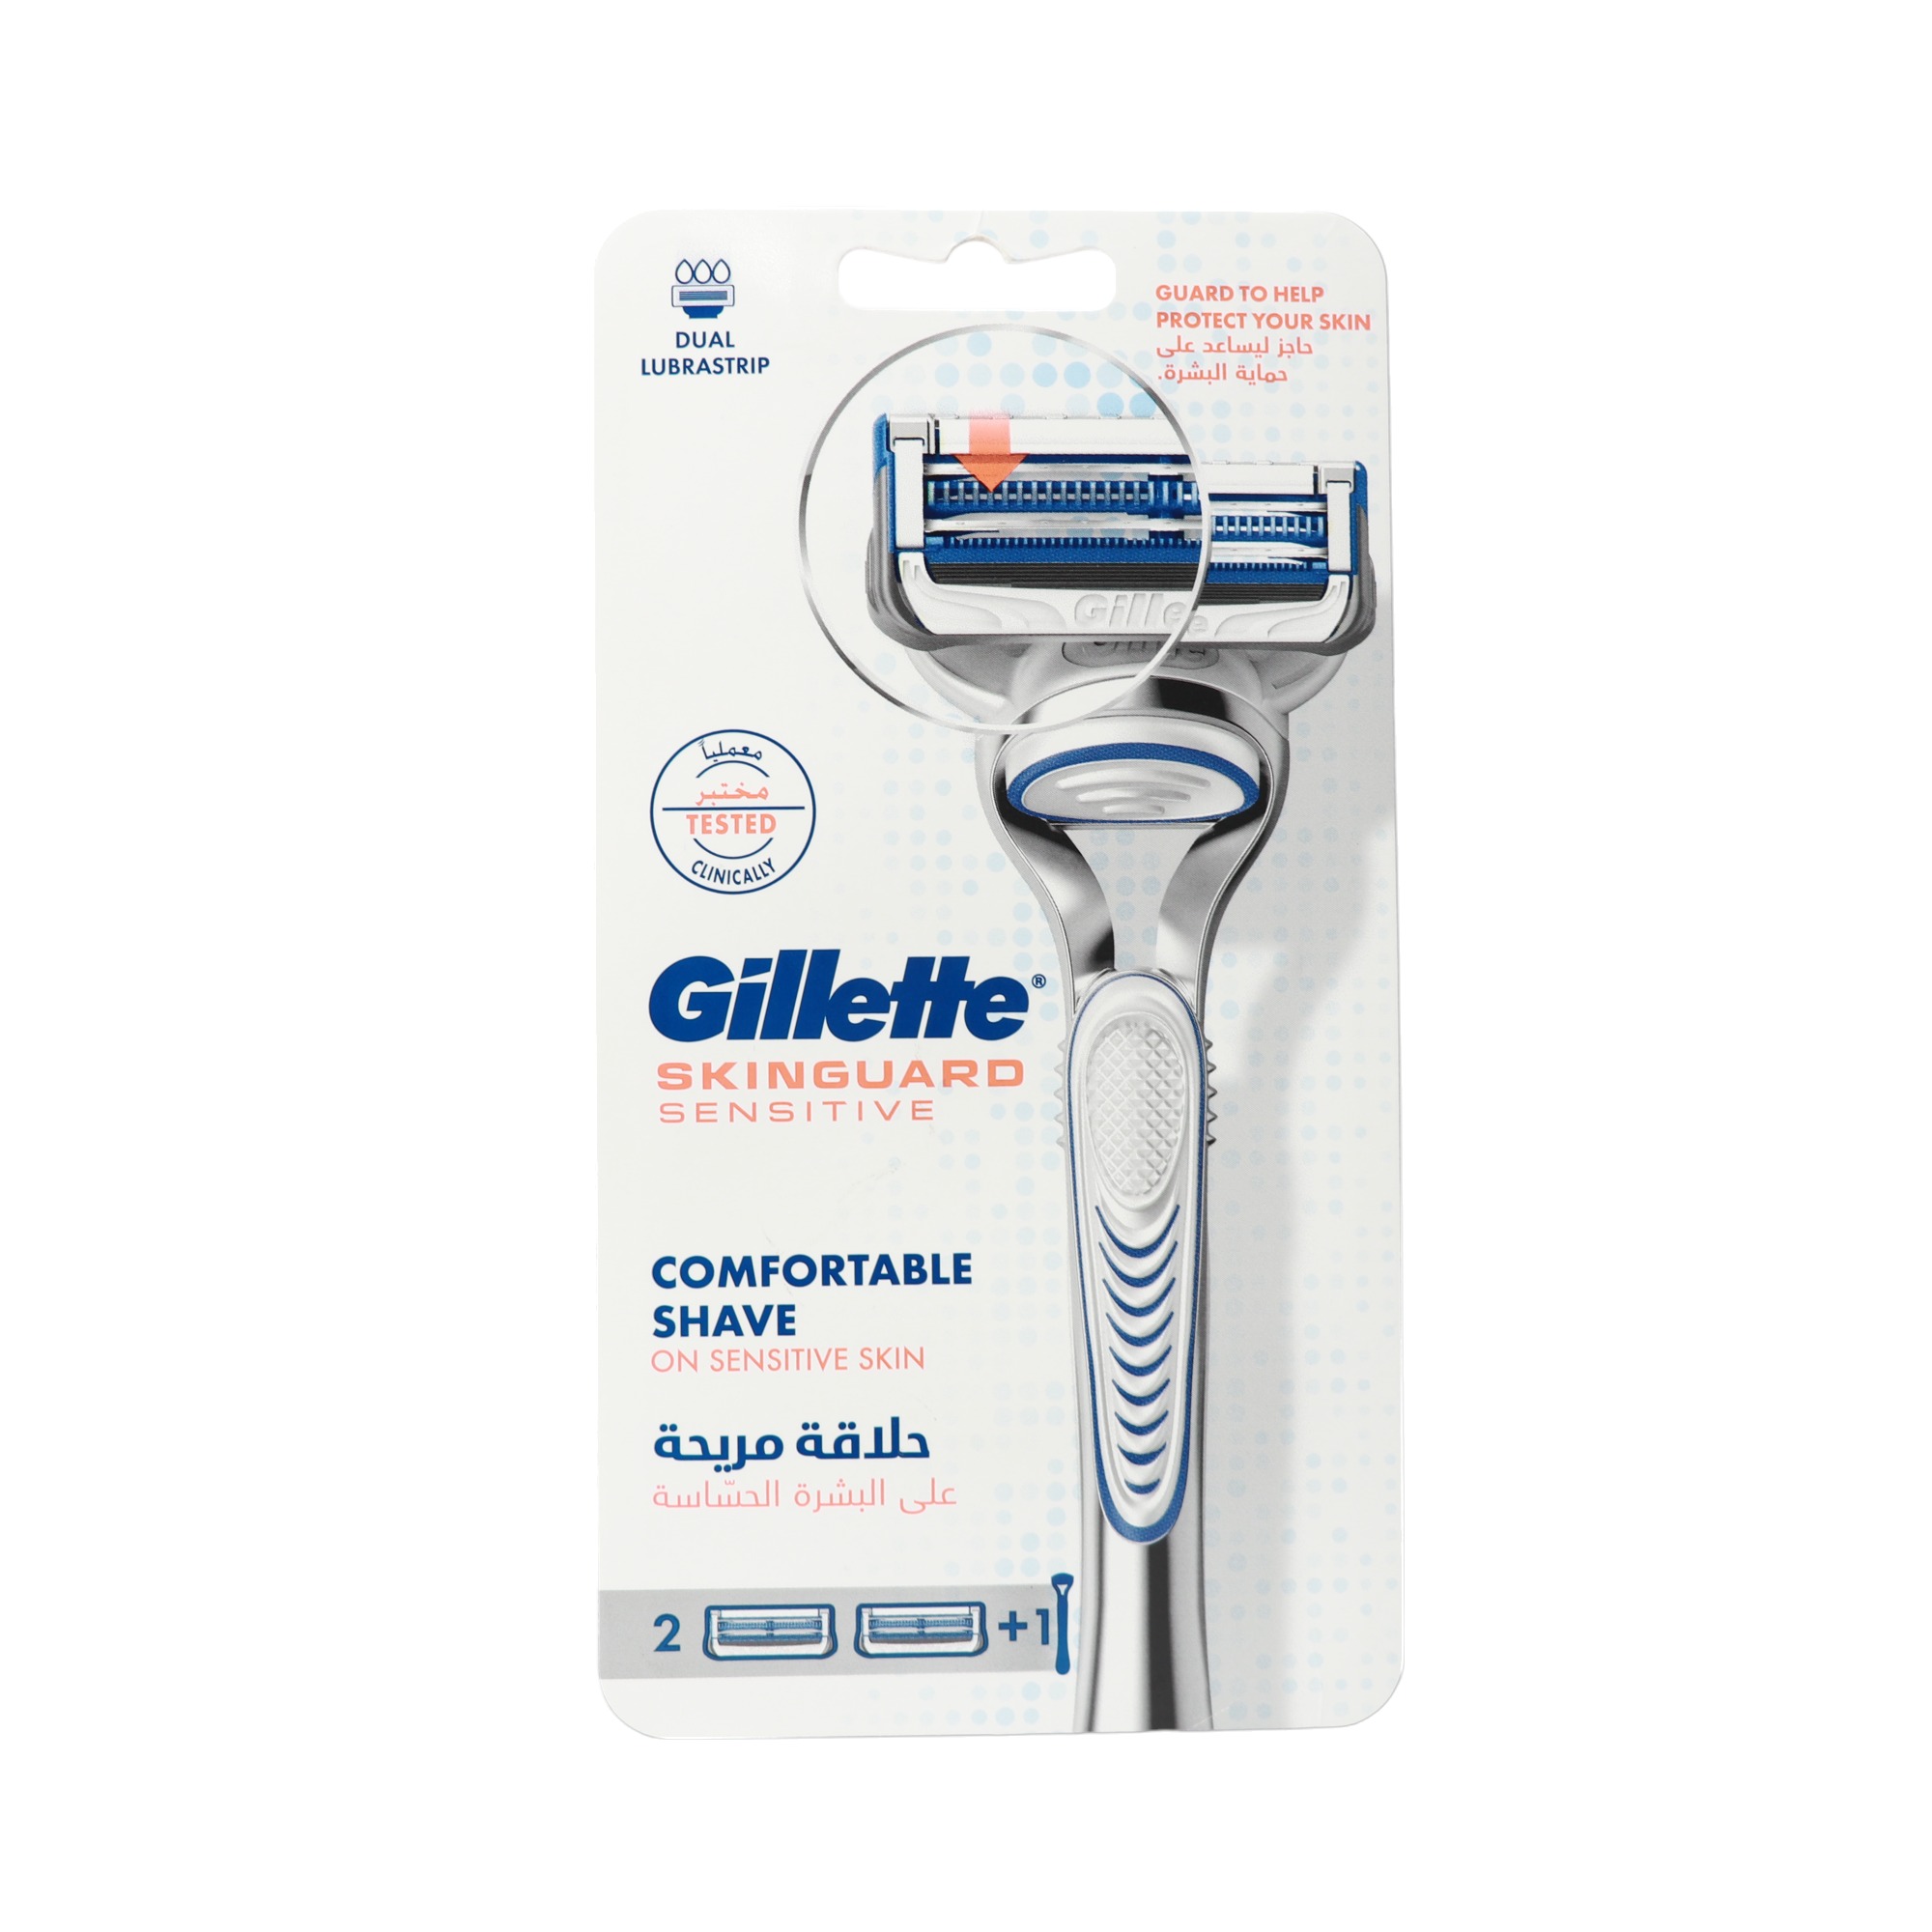 DUAL
LUBRASTRIP
GUARD TO HELP
PROTECT YOUR SKIN
حاجز ليساعد على
حماية البشرة.
Gillee
معملياً
مختبر
TESTED
CLINICALLY
Gillette®
SKINGUARD
SENSITIVE
COMFORTABLE
SHAVE
ON SENSITIVE SKIN
حلاقة مريحة
على البشرة الحسّاسة
2 +1